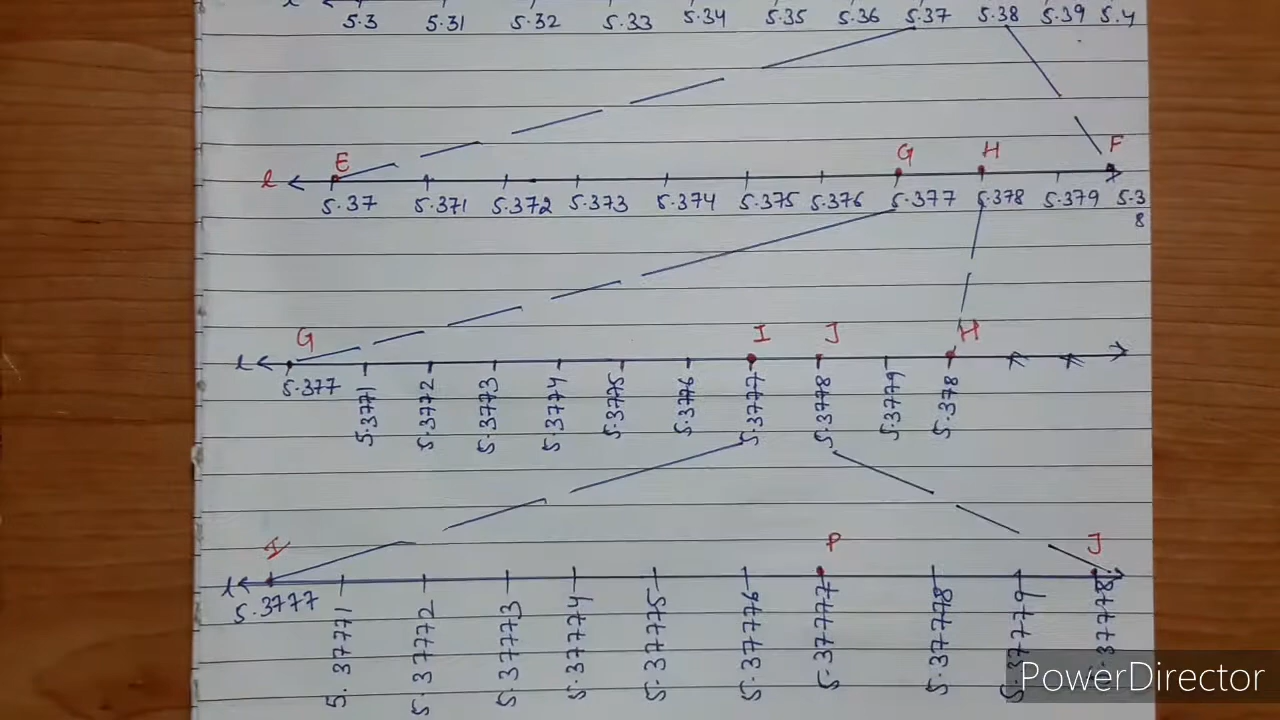 l 5.3 5.31 5.32 5.33 5.34 5.35 5.36 5.37 5.38 5.39 5.4
E G H F
l
5.37 5.371 5.372 5.373 5.374 5.375 5.376 5.377 5.378 5.379 5.38
G I J H
l
5.377 5.3771 5.3772 5.3773 5.3774 5.3775 5.3776 5.3777 5.3778 5.3779 5.378
I P J
l
5.3777 5.37771 5.37772 5.37773 5.37774 5.37775 5.37776 5.37777 5.37778 5.37779 5.3778
PowerDirector